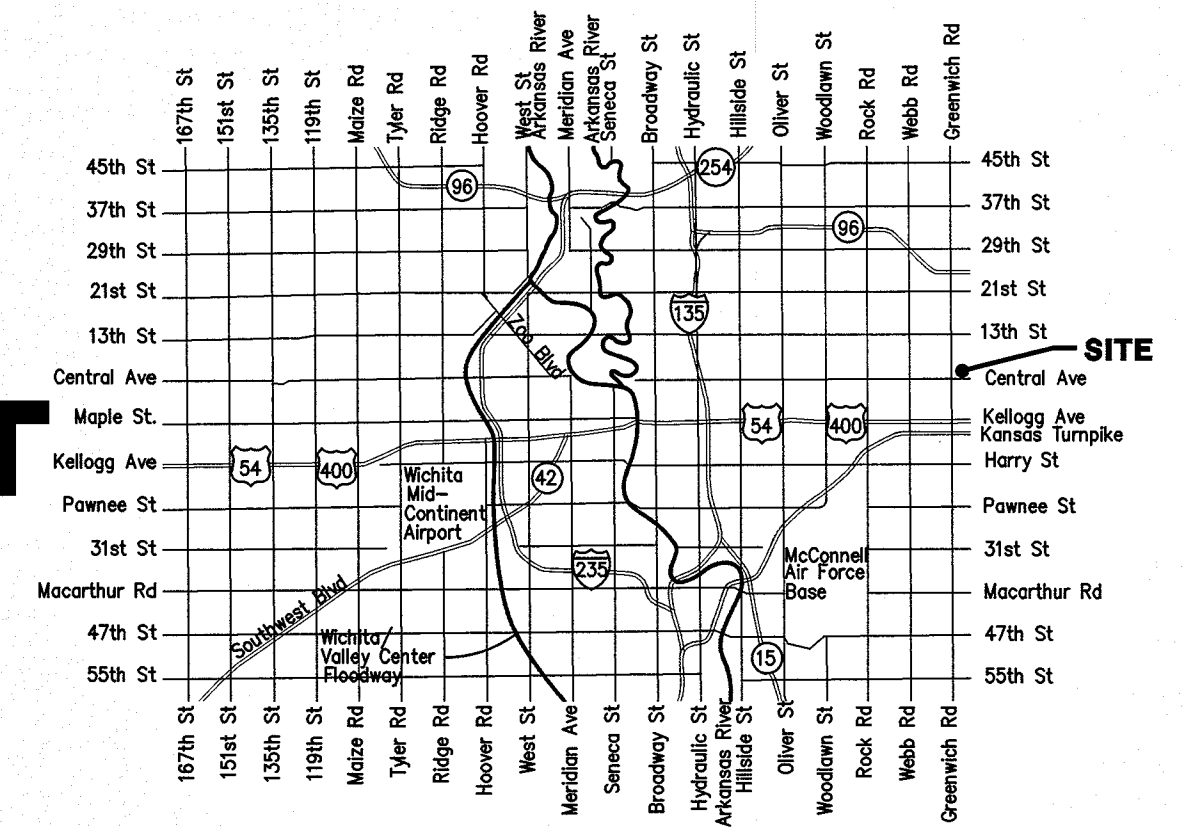 167th St
151st St
135th St
119th St
Maize Rd
Tyler Rd
Ridge Rd
Hoover Rd
West St
Arkansas River
Meridian Ave
Arkansas River
Seneca St
Broadway St
Hydraulic St
Hillside St
Oliver St
Woodlawn St
Rock Rd
Webb Rd
Greenwich Rd
45th St
37th St
29th St
21st St
13th St
Central Ave
Maple St.
Kellogg Ave
Pawnee St
31st St
Macarthur Rd
47th St
55th St
96
254
96
135
Zoo Blvd
54
400
54
400
42
Wichita
Mid-
Continent
Airport
235
McConnell
Air Force
Base
Southwest Blvd
Wichita/
Valley Center
Floodway
15
45th St
37th St
29th St
21st St
13th St
SITE
Central Ave
Kellogg Ave
Kansas Turnpike
Harry St
Pawnee St
31st St
Macarthur Rd
47th St
55th St
167th St
151st St
135th St
119th St
Maize Rd
Tyler Rd
Ridge Rd
Hoover Rd
West St
Meridian Ave
Seneca St
Broadway St
Hydraulic St
Arkansas River
Hillside St
Oliver St
Woodlawn St
Rock Rd
Webb Rd
Greenwich Rd